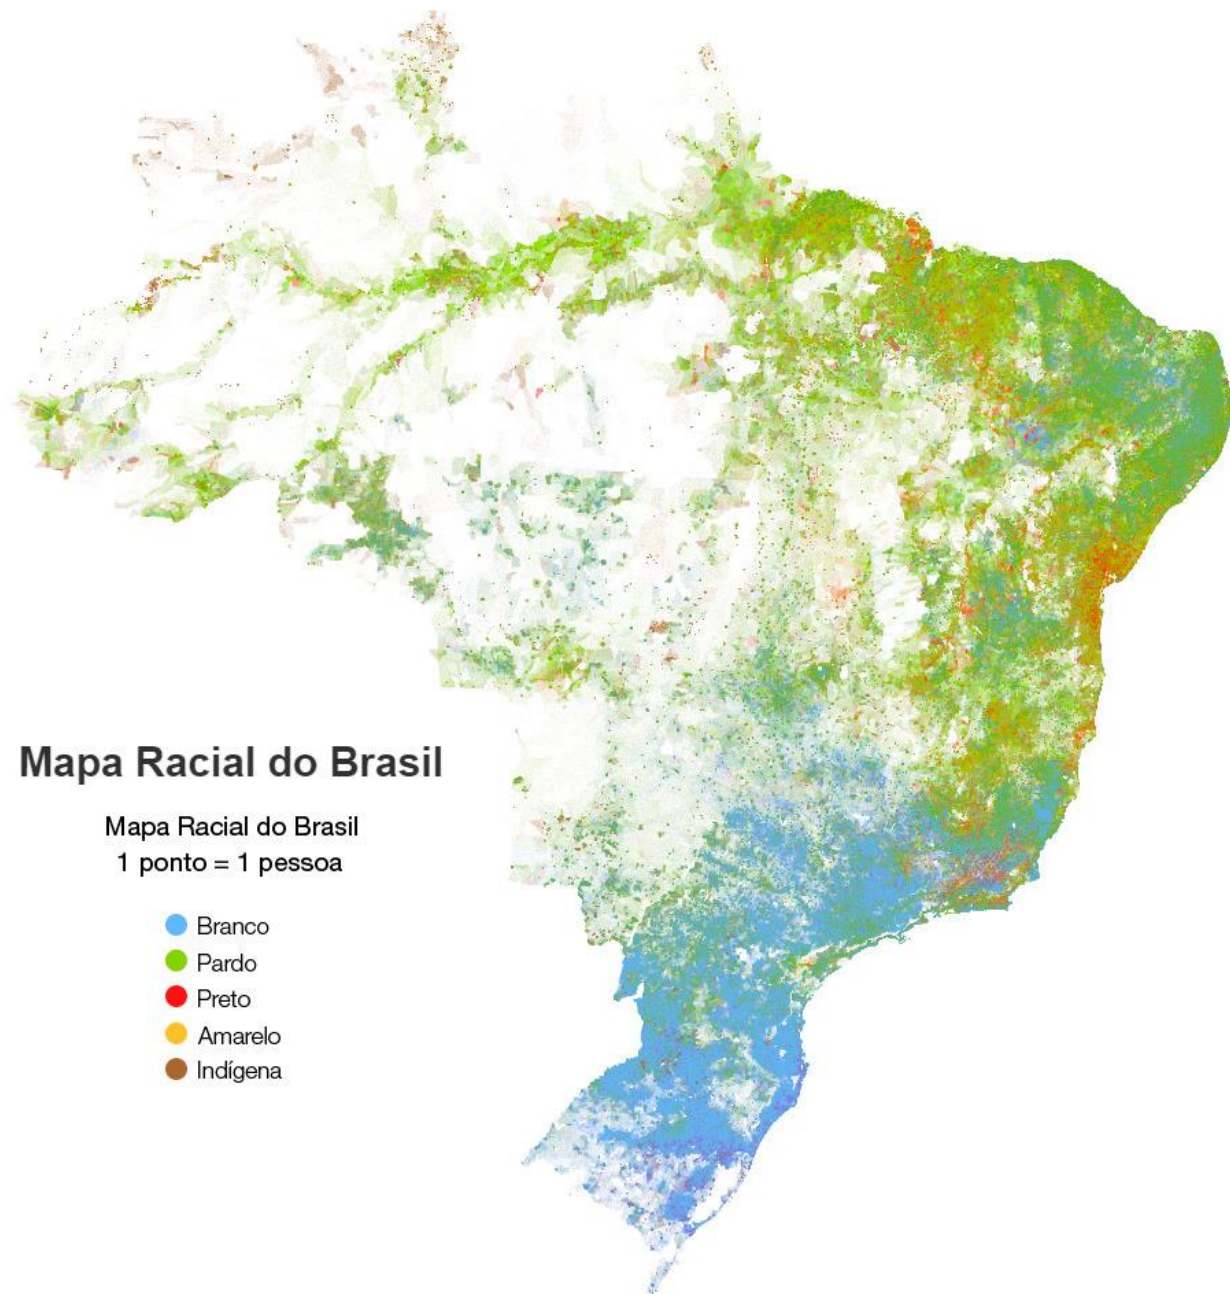 Mapa Racial do Brasil
Mapa Racial do Brasil
1 ponto = 1 pessoa
Branco
Pardo
Preto
Amarelo
Indígena